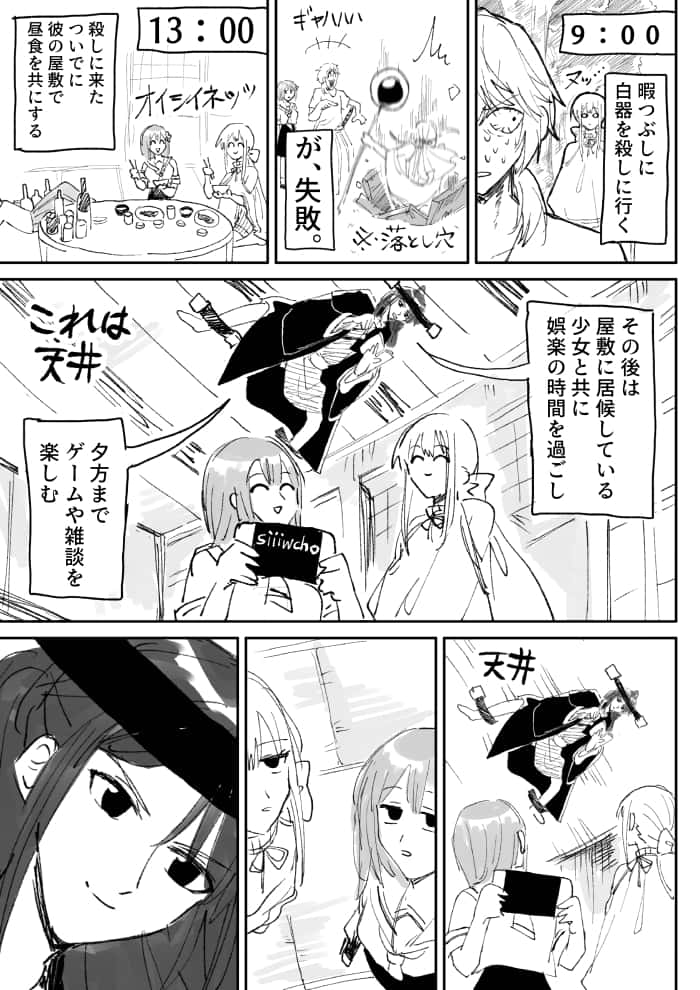 9：00
マッ
暇つぶしに
白器を殺しに行く
ギャハハハ
が、失敗。
※落とし穴
13：00
殺しに来た
ついでに
彼の屋敷で
昼食を共にする
オイシイネッ
その後は
屋敷に居候している
少女と共に
娯楽の時間を過ごし
これは
天井
夕方まで
ゲームや雑談を
楽しむ
siiiwcho
天井